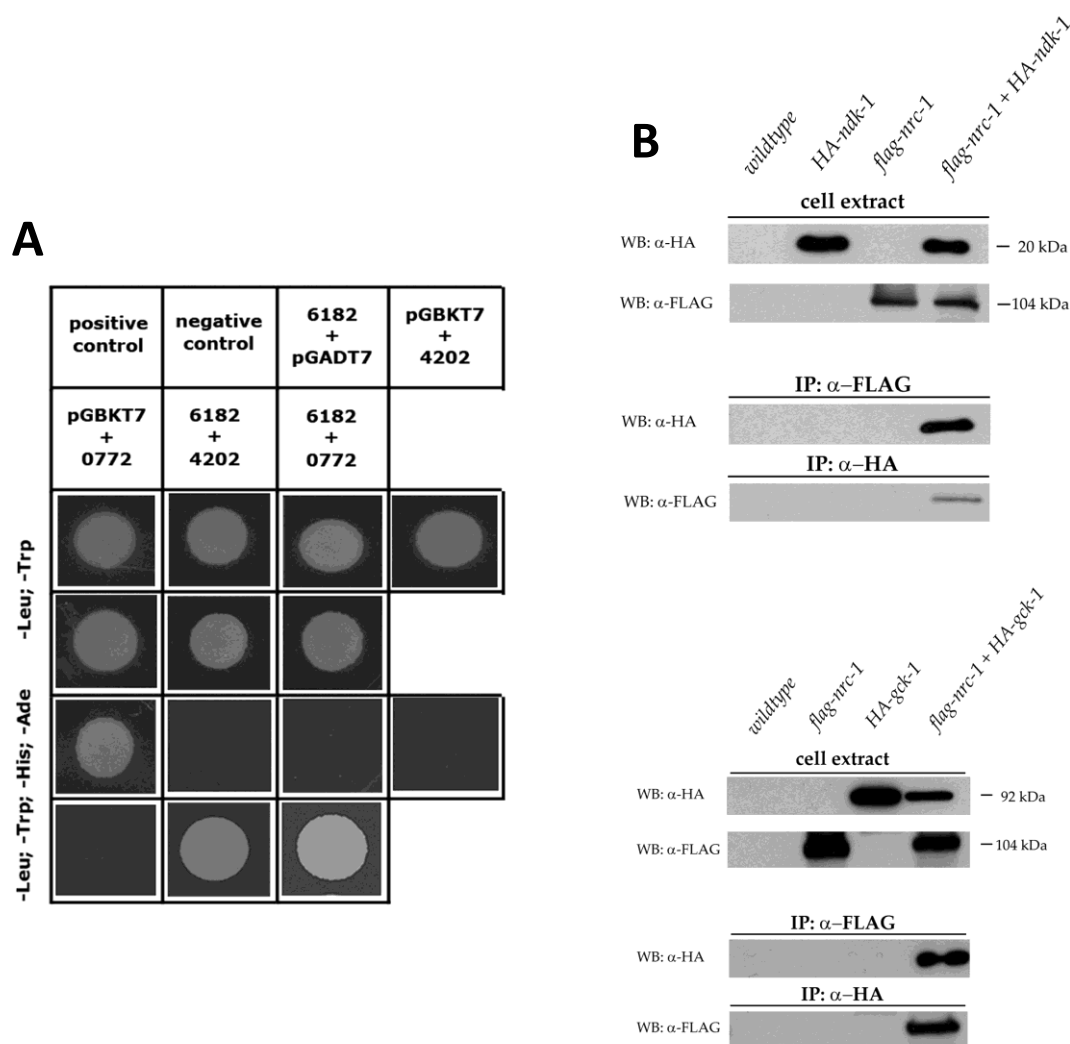 A
positive
control
negative
control
6182
+
pGADT7
pGBKT7
+
4202
pGBKT7
+
0772
6182
+
4202
6182
+
0772
-Leu; -Trp
-Leu; -Trp; -His; -Ade
B
wildtype
HA-ndk-1
flag-nrc-1
flag-nrc-1 + HA-ndk-1
cell extract
WB: α-HA
– 20 kDa
WB: α-FLAG
–104 kDa
IP: α–FLAG
WB: α-HA
IP: α–HA
WB: α-FLAG
wildtype
flag-nrc-1
HA-gck-1
flag-nrc-1 + HA-gck-1
cell extract
WB: α-HA
– 92 kDa
WB: α-FLAG
–104 kDa
IP: α–FLAG
WB: α-HA
IP: α–HA
WB: α-FLAG